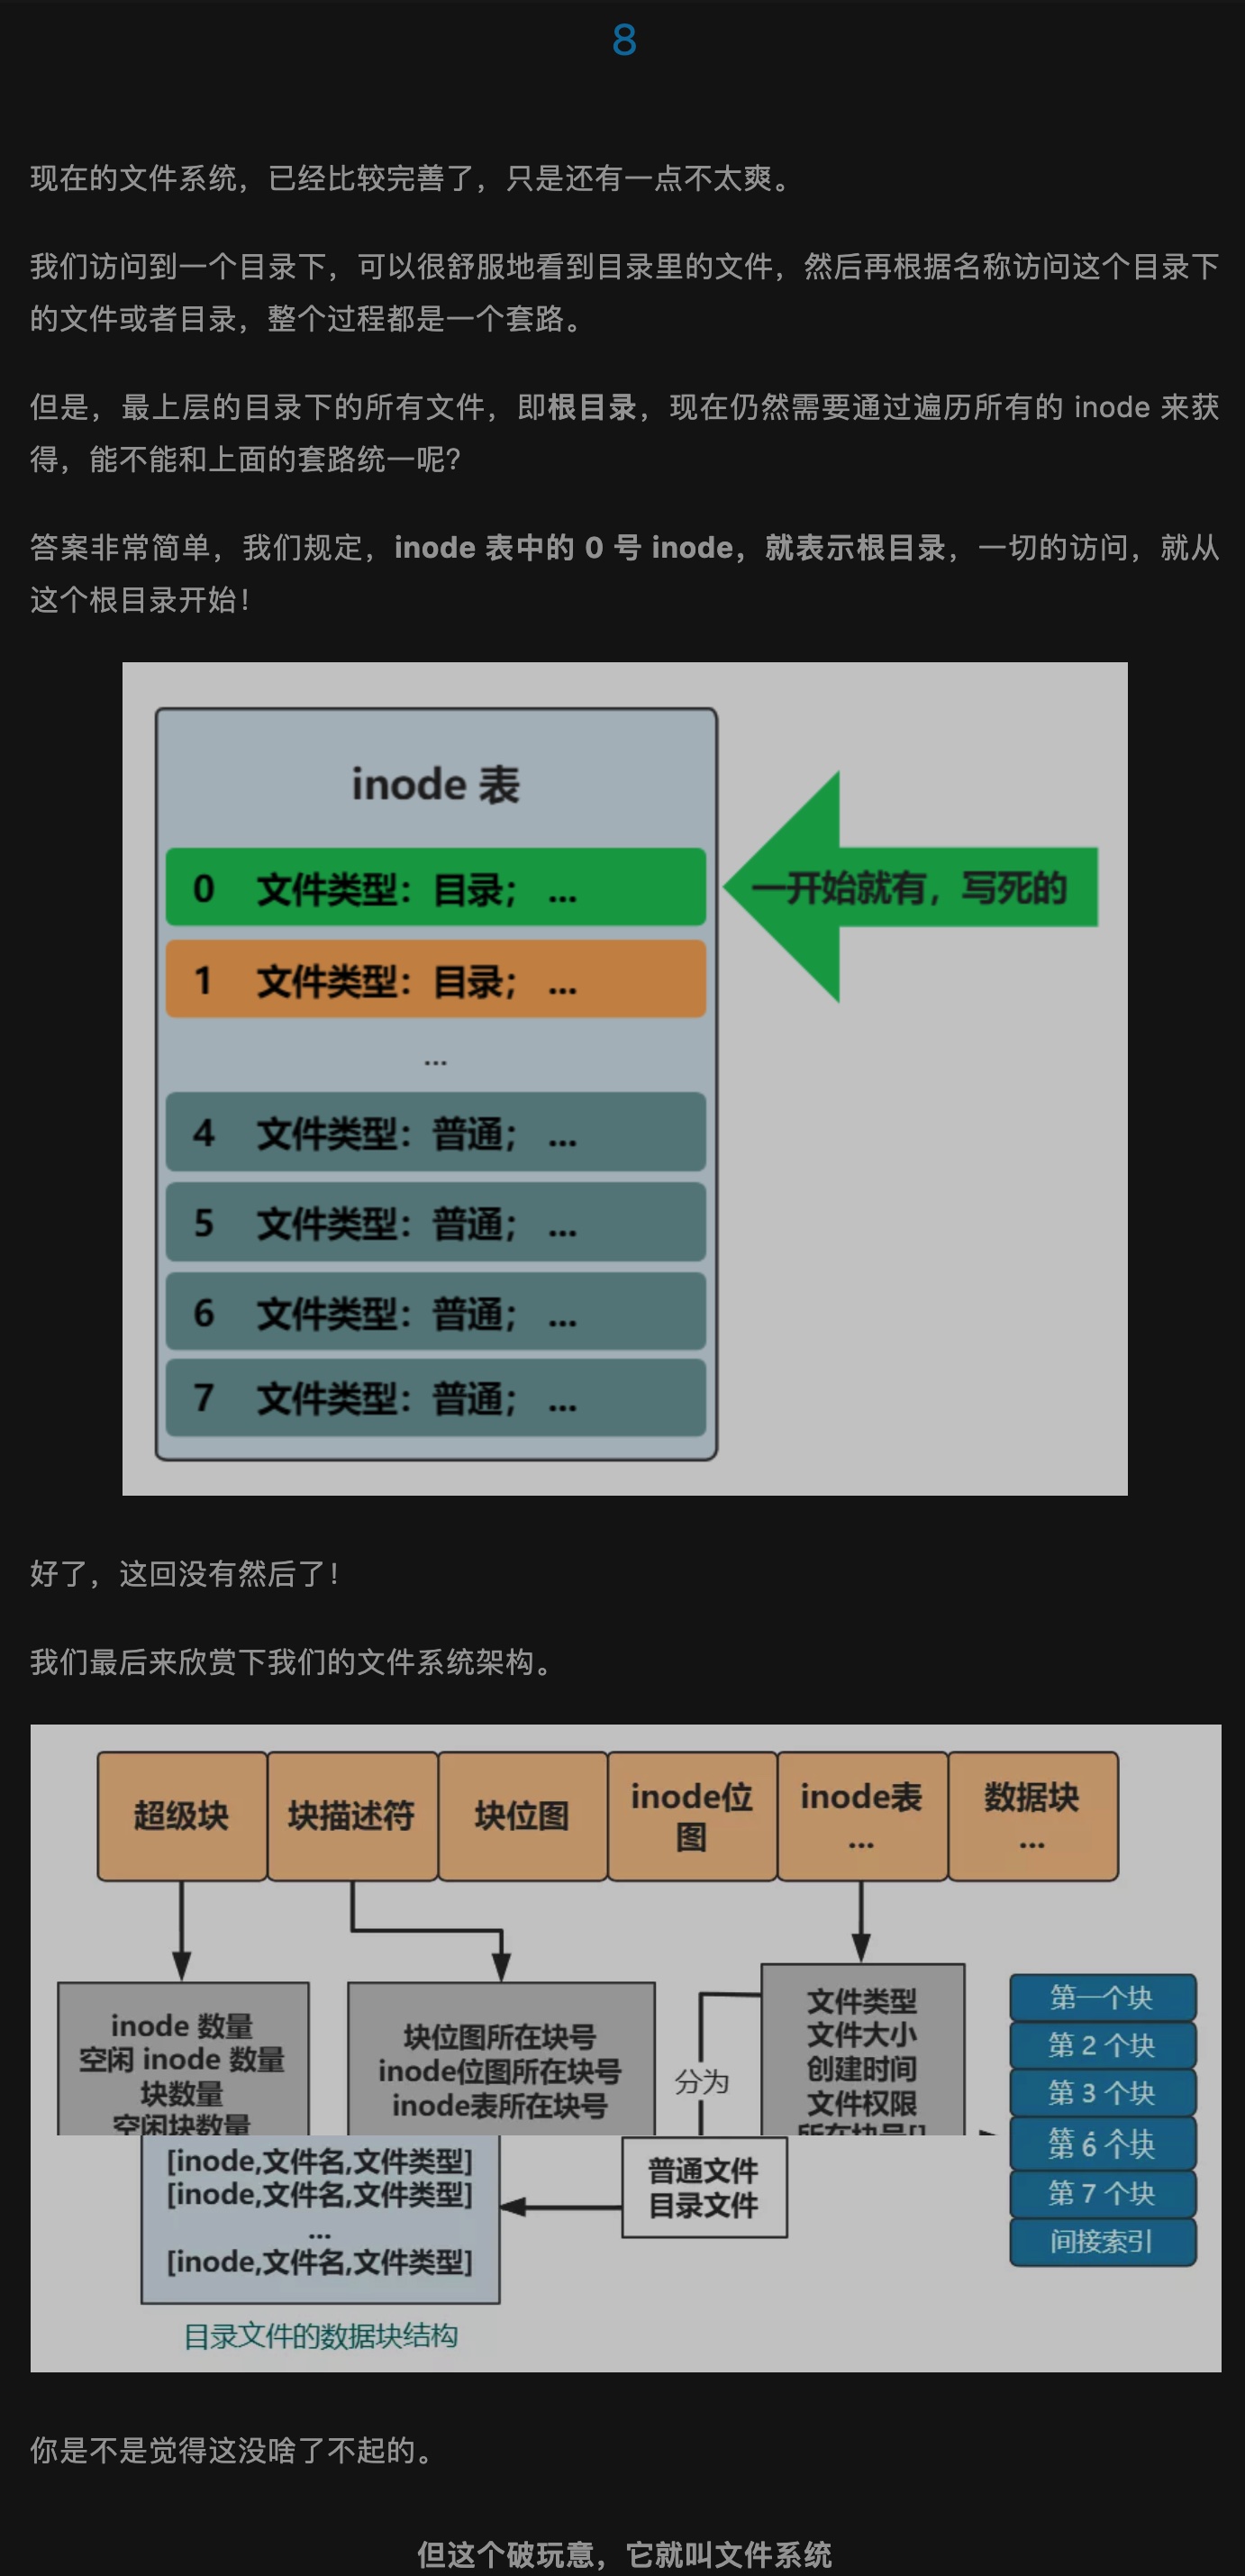 8
现在的文件系统，已经比较完善了，只是还有一点不太爽。
我们访问到一个目录下，可以很舒服地看到目录里的文件，然后再根据名称访问这个目录下
的文件或者目录，整个过程都是一个套路。
但是，最上层的目录下的所有文件，即根目录，现在仍然需要通过遍历所有的 inode 来获
得，能不能和上面的套路统一呢？
答案非常简单，我们规定，inode 表中的 0 号 inode，就表示根目录，一切的访问，就从
这个根目录开始！
inode 表
0 文件类型：目录； ...
一开始就有，写死的
1 文件类型：目录； ...
...
4 文件类型：普通； ...
5 文件类型：普通； ...
6 文件类型：普通； ...
7 文件类型：普通； ...
好了，这回没有然后了！
我们最后来欣赏下我们的文件系统架构。
超级块
块描述符
块位图
inode位
图
inode表
...
数据块
...
inode 数量
空闲 inode 数量
块数量
空闲块数量
块位图所在块号
inode位图所在块号
inode表所在块号
分为
文件类型
文件大小
创建时间
文件权限
所在块号[]
第一个块
第 2 个块
第 3 个块
第 6 个块
第 7 个块
间接索引
[inode,文件名,文件类型]
[inode,文件名,文件类型]
...
[inode,文件名,文件类型]
普通文件
目录文件
目录文件的数据块结构
你是不是觉得这没啥了不起的。
但这个破玩意，它就叫文件系统